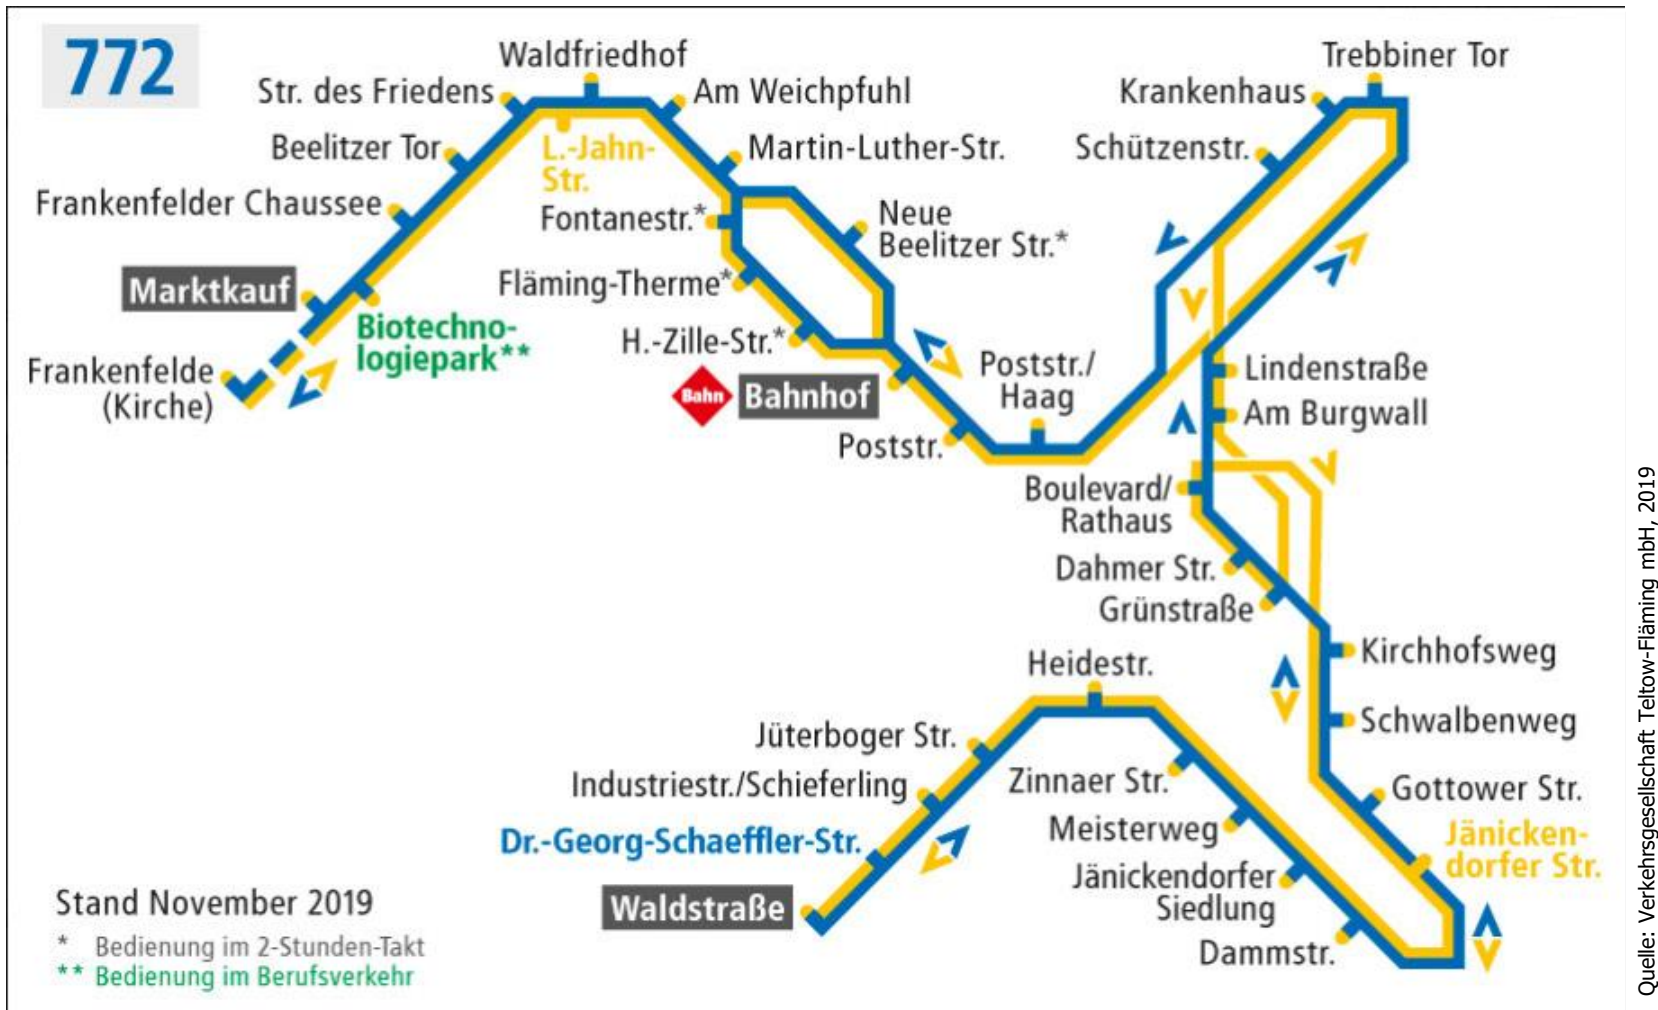 772
Waldfriedhof
Str. des Friedens
Am Weichpfuhl
Beelitzer Tor
L.-Jahn-
Str.
Martin-Luther-Str.
Frankenfelder Chaussee
Fontanestr.*
Neue
Beelitzer Str.*
Marktkauf
Fläming-Therme*
Biotechno-
logiepark**
H.-Zille-Str.*
Frankenfelde
(Kirche)
Bahn
Bahnhof
Poststr.
Poststr./
Haag
Trebbiner Tor
Krankenhaus
Schützenstr.
Lindenstraße
Am Burgwall
Boulevard/
Rathaus
Dahmer Str.
Grünstraße
Kirchhofsweg
Schwalbenweg
Gottower Str.
Jänicken-
dorfer Str.
Heidestr.
Jüterboger Str.
Zinnaer Str.
Industriestr./Schieferling
Meisterweg
Dr.-Georg-Schaeffler-Str.
Jänickendorfer
Siedlung
Waldstraße
Dammstr.
Stand November 2019
* Bedienung im 2-Stunden-Takt
** Bedienung im Berufsverkehr
Quelle: Verkehrsgesellschaft Teltow-Fläming mbH, 2019